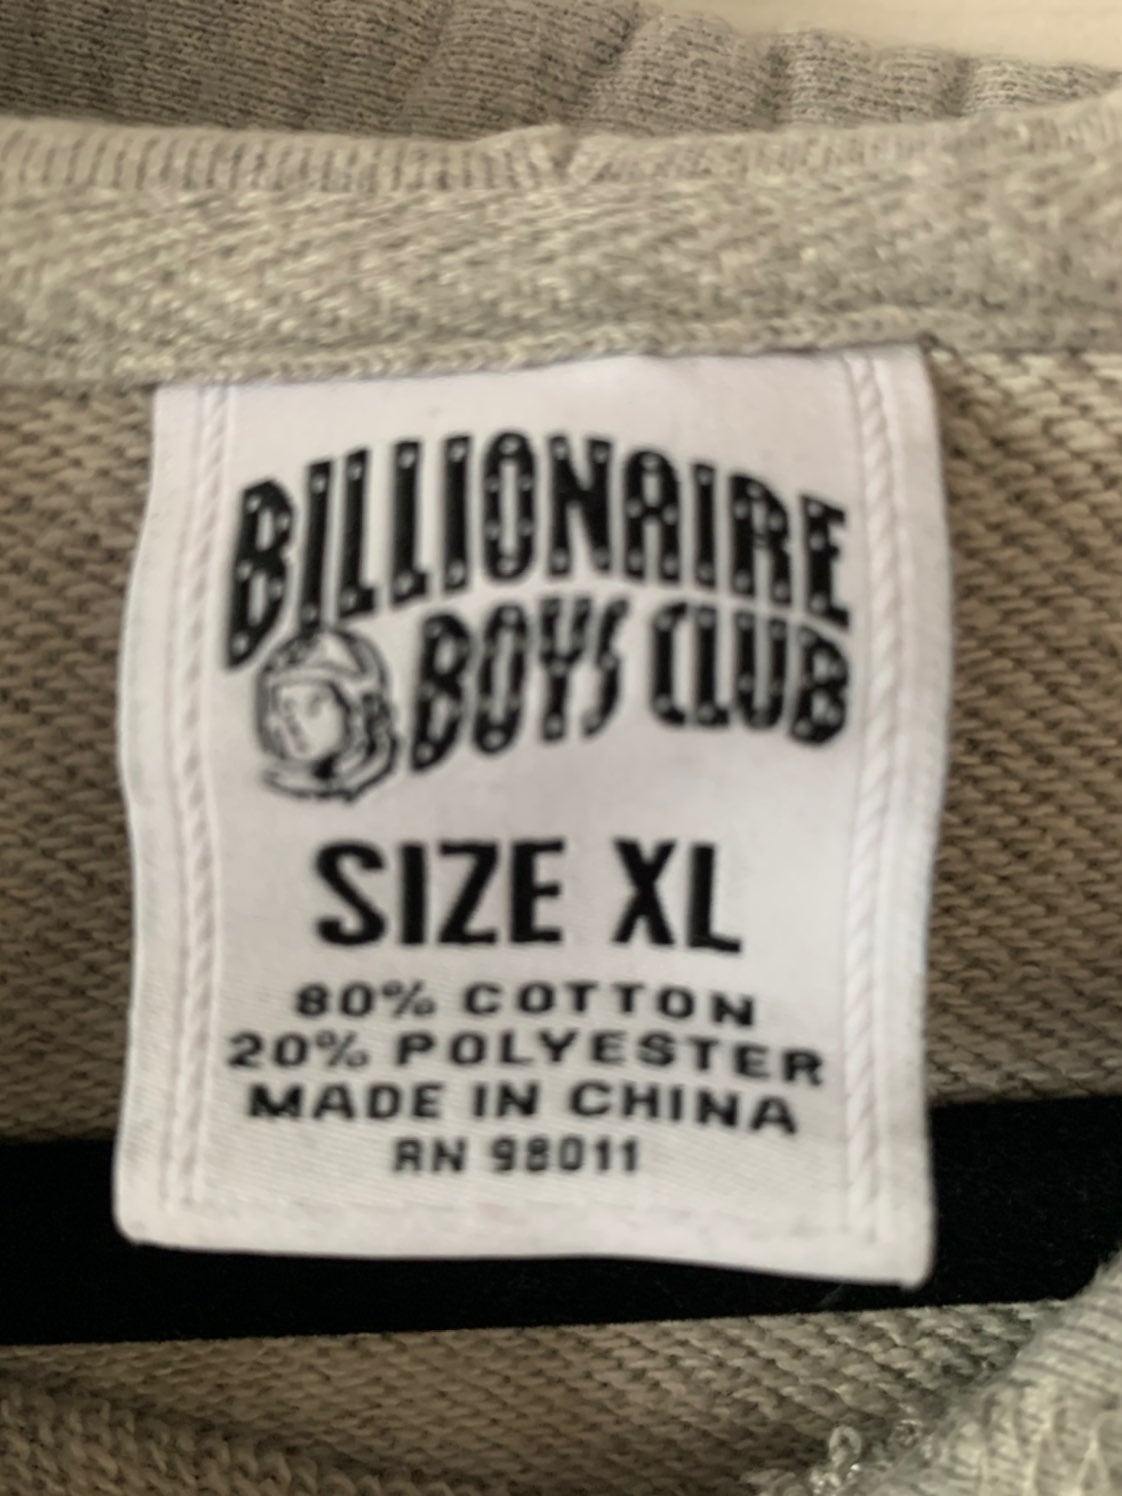 BILLIONAIRE
BOYS CLUB
SIZE XL
80% COTTON
20% POLYESTER
MADE IN CHINA
RN 98011